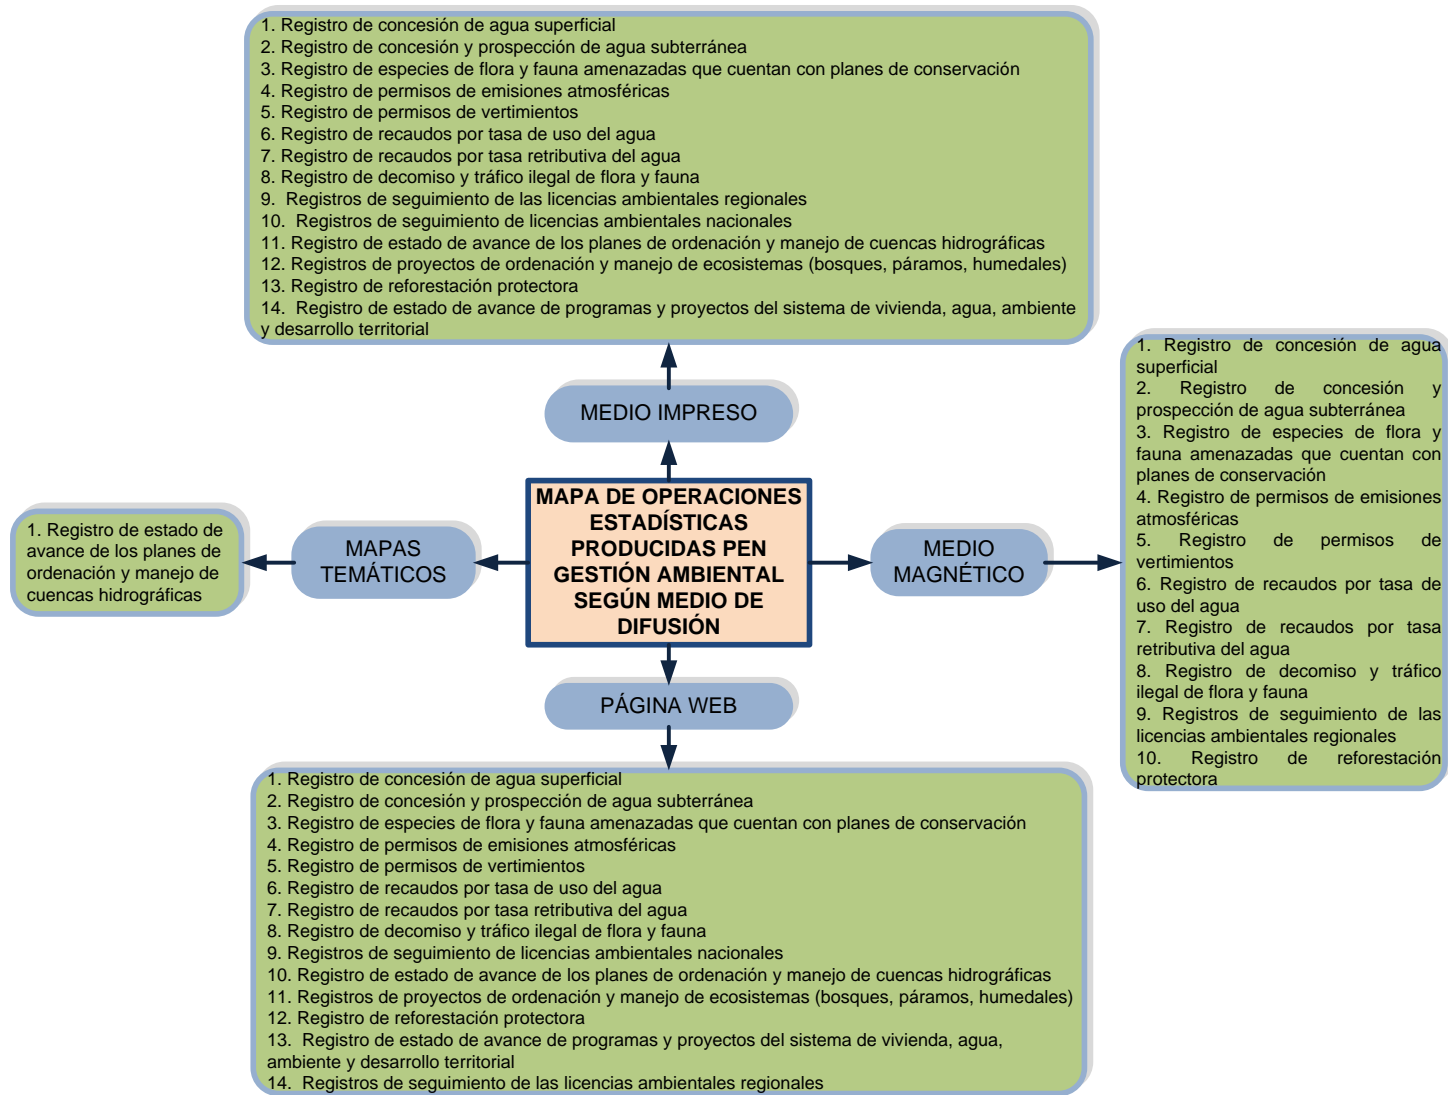 1. Registro de concesión de agua superficial
2. Registro de concesión y prospección de agua subterránea
3. Registro de especies de flora y fauna amenazadas que cuentan con planes de conservación
4. Registro de permisos de emisiones atmosféricas
5. Registro de permisos de vertimientos
6. Registro de recaudos por tasa de uso del agua
7. Registro de recaudos por tasa retributiva del agua
8. Registro de decomiso y tráfico ilegal de flora y fauna
9. Registros de seguimiento de las licencias ambientales regionales
10. Registros de seguimiento de licencias ambientales nacionales
11. Registro de estado de avance de los planes de ordenación y manejo de cuencas hidrográficas
12. Registros de proyectos de ordenación y manejo de ecosistemas (bosques, páramos, humedales)
13. Registro de reforestación protectora
14. Registro de estado de avance de programas y proyectos del sistema de vivienda, agua, ambiente
y desarrollo territorial
MEDIO IMPRESO
1. Registro de estado de
avance de los planes de
ordenación y manejo de
cuencas hidrográficas
MAPAS
TEMÁTICOS
MAPA DE OPERACIONES
ESTADÍSTICAS
PRODUCIDAS PEN
GESTIÓN AMBIENTAL
SEGÚN MEDIO DE
DIFUSIÓN
MEDIO
MAGNÉTICO
1. Registro de concesión de agua
superficial
2. Registro de concesión y
prospección de agua subterránea
3. Registro de especies de flora y
fauna amenazadas que cuentan con
planes de conservación
4. Registro de permisos de emisiones
atmosféricas
5. Registro de permisos de
vertimientos
6. Registro de recaudos por tasa de
uso del agua
7. Registro de recaudos por tasa
retributiva del agua
8. Registro de decomiso y tráfico
ilegal de flora y fauna
9. Registros de seguimiento de las
licencias ambientales regionales
10. Registro de reforestación
protectora
PÁGINA WEB
1. Registro de concesión de agua superficial
2. Registro de concesión y prospección de agua subterránea
3. Registro de especies de flora y fauna amenazadas que cuentan con planes de conservación
4. Registro de permisos de emisiones atmosféricas
5. Registro de permisos de vertimientos
6. Registro de recaudos por tasa de uso del agua
7. Registro de recaudos por tasa retributiva del agua
8. Registro de decomiso y tráfico ilegal de flora y fauna
9. Registros de seguimiento de licencias ambientales nacionales
10. Registro de estado de avance de los planes de ordenación y manejo de cuencas hidrográficas
11. Registros de proyectos de ordenación y manejo de ecosistemas (bosques, páramos, humedales)
12. Registro de reforestación protectora
13. Registro de estado de avance de programas y proyectos del sistema de vivienda, agua,
ambiente y desarrollo territorial
14. Registros de seguimiento de las licencias ambientales regionales